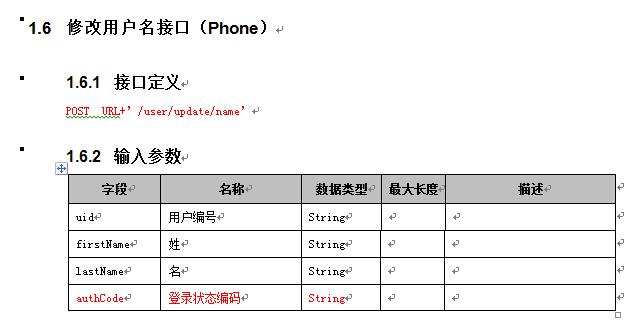 1.6 修改用户名接口（Phone）
1.6.1 接口定义
POST URL+’/user/update/name’
1.6.2 输入参数
字段 名称 数据类型 最大长度 描述
uid 用户编号 String
firstName 姓 String
lastName 名 String
authCode 登录状态编码 String